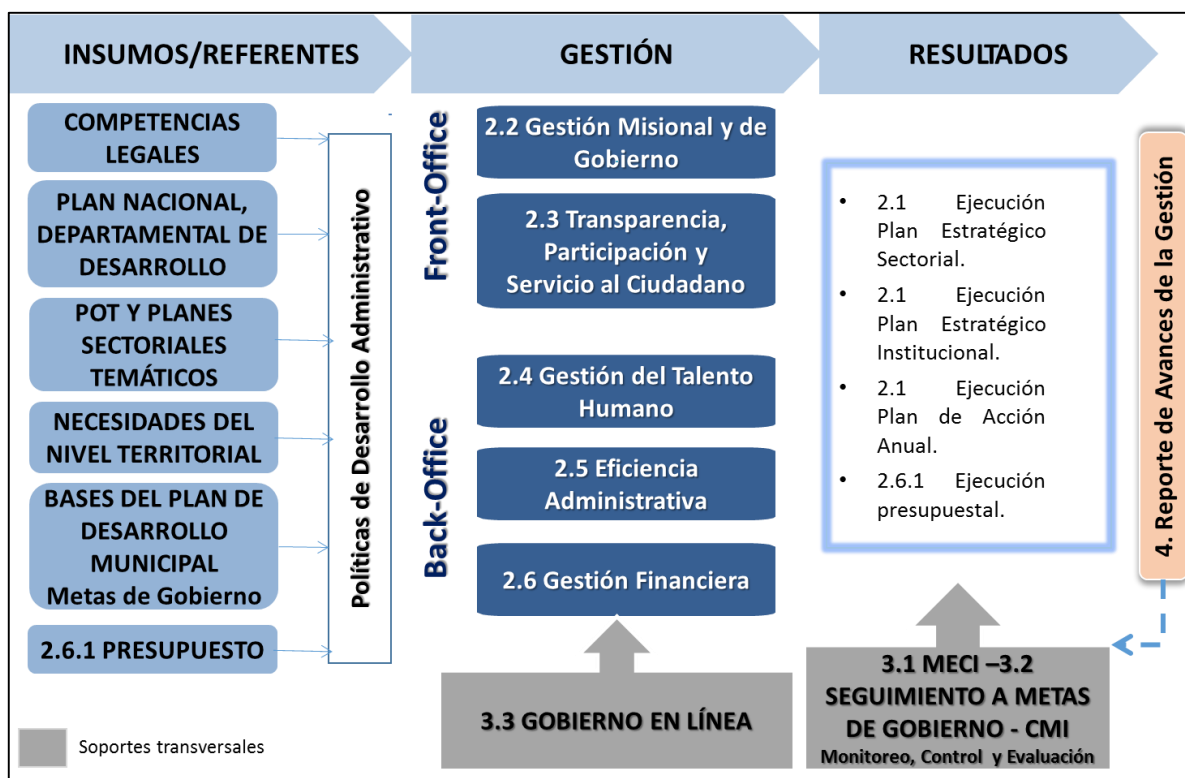 INSUMOS/REFERENTES
GESTIÓN
RESULTADOS
COMPETENCIAS
LEGALES
PLAN NACIONAL,
DEPARTAMENTAL DE
DESARROLLO
POT Y PLANES
SECTORIALES
TEMÁTICOS
NECESIDADES DEL
NIVEL TERRITORIAL
BASES DEL PLAN DE
DESARROLLO
MUNICIPAL
Metas de Gobierno
2.6.1 PRESUPUESTO
Políticas de Desarrollo Administrativo
Front-Office
2.2 Gestión Misional y de
Gobierno
2.3 Transparencia,
Participación y
Servicio al Ciudadano
Back-Office
2.4 Gestión del Talento
Humano
2.5 Eficiencia
Administrativa
2.6 Gestión Financiera
• 2.1 Ejecución
Plan Estratégico
Sectorial.
• 2.1 Ejecución
Plan Estratégico
Institucional.
• 2.1 Ejecución
Plan de Acción
Anual.
• 2.6.1 Ejecución
presupuestal.
4. Reporte de Avances de la Gestión
3.3 GOBIERNO EN LÍNEA
3.1 MECI –3.2
SEGUIMIENTO A METAS
DE GOBIERNO - CMI
Monitoreo, Control y Evaluación
Soportes transversales